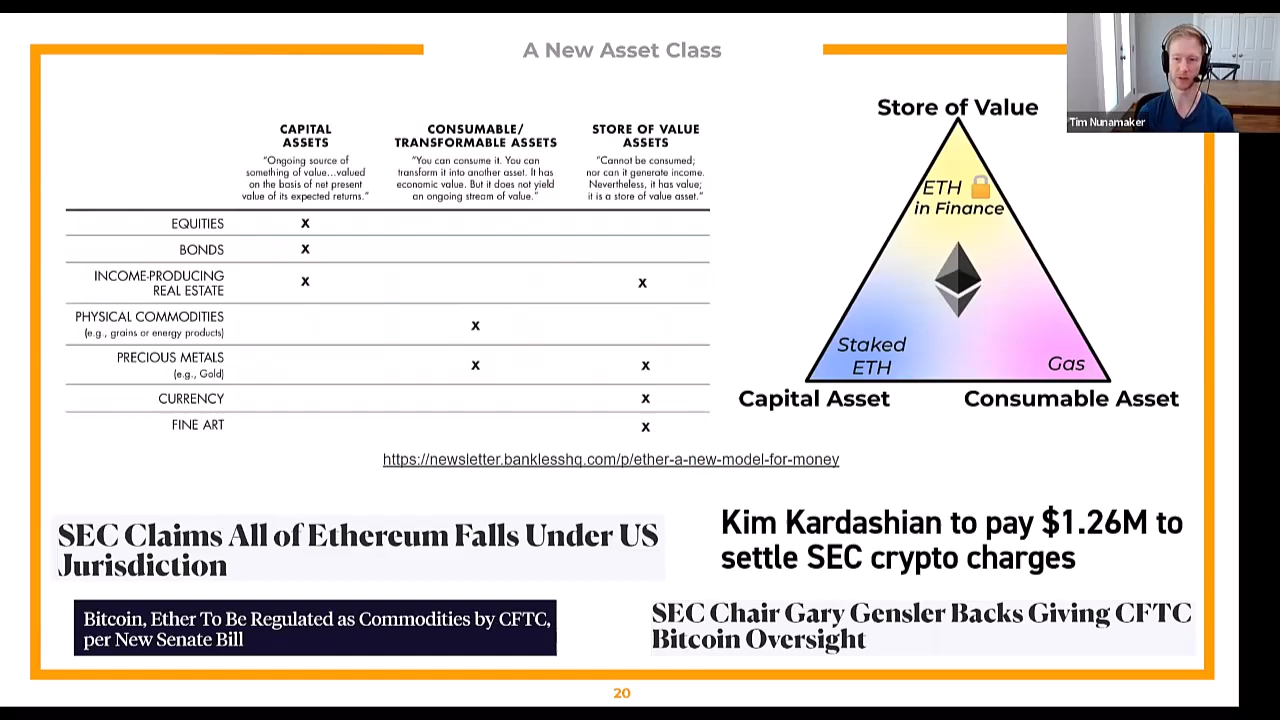 A New Asset Class
Tim Nunamaker
CAPITAL
ASSETS
"Ongoing source of
something of value...valued
on the basis of net present
value of its expected returns."
CONSUMABLE/
TRANSFORMABLE ASSETS
"You can consume it. You can
transform it into another asset. It has
economic value. But it does not yield
an ongoing stream of value."
STORE OF VALUE
ASSETS
"Cannot be consumed;
nor can it generate income.
Nevertheless, it has value;
it is a store of value asset."
EQUITIES X
BONDS X
INCOME-PRODUCING
REAL ESTATE X X
PHYSICAL COMMODITIES
(e.g., grains or energy products) X
PRECIOUS METALS
(e.g., Gold) X X
CURRENCY X
FINE ART X
Store of Value
ETH
in Finance
Staked
ETH
Gas
Capital Asset
Consumable Asset
https://newsletter.banklesshq.com/p/ether-a-new-model-for-money
SEC Claims All of Ethereum Falls Under US
Jurisdiction
Kim Kardashian to pay $1.26M to
settle SEC crypto charges
Bitcoin, Ether To Be Regulated as Commodities by CFTC,
per New Senate Bill
SEC Chair Gary Gensler Backs Giving CFTC
Bitcoin Oversight
20